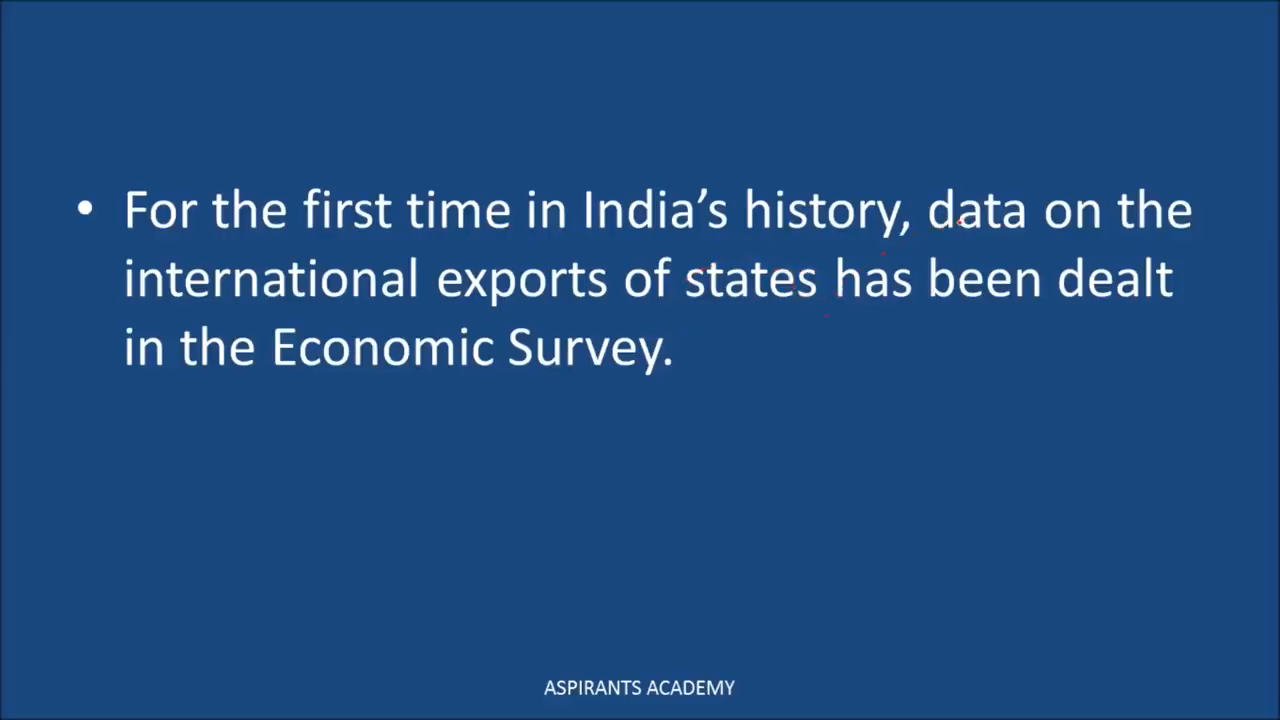 • For the first time in India’s history, data on the
international exports of states has been dealt
in the Economic Survey.
ASPIRANTS ACADEMY